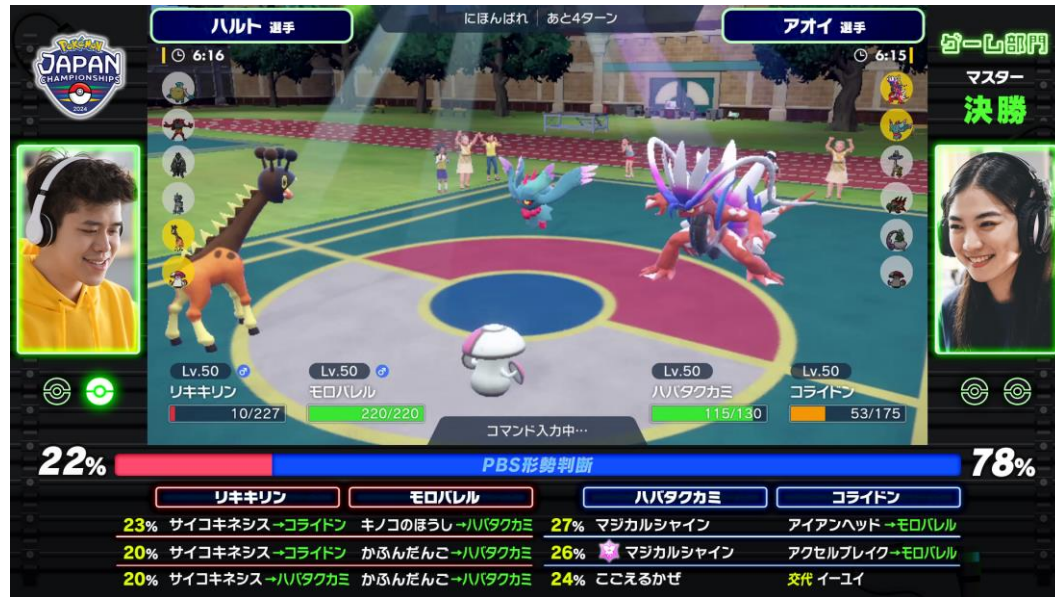 ハルト 選手
にほんばれ | あと4ターン
アオイ 選手
6:16
6:15
Pokémon
JAPAN
CHAMPIONSHIPS
2024
ゲーム部門
マスター
決勝
Lv.50
リキキリン
10/227
Lv.50
モロバレル
220/220
Lv.50
ハバタクカミ
115/130
Lv.50
コライドン
53/175
コマンド入力中…
22%
PBS形勢判断
78%
リキキリン モロバレル ハバタクカミ コライドン
23% サイコキネシス→コライドン キノコのほうし→ハバタクカミ 27% マジカルシャイン アイアンヘッド→モロバレル
20% サイコキネシス→コライドン かふんだんご→ハバタクカミ 26% マジカルシャイン アクセルブレイク→モロバレル
20% サイコキネシス→ハバタクカミ かふんだんご→ハバタクカミ 24% こごえるかぜ 交代 イーユイ